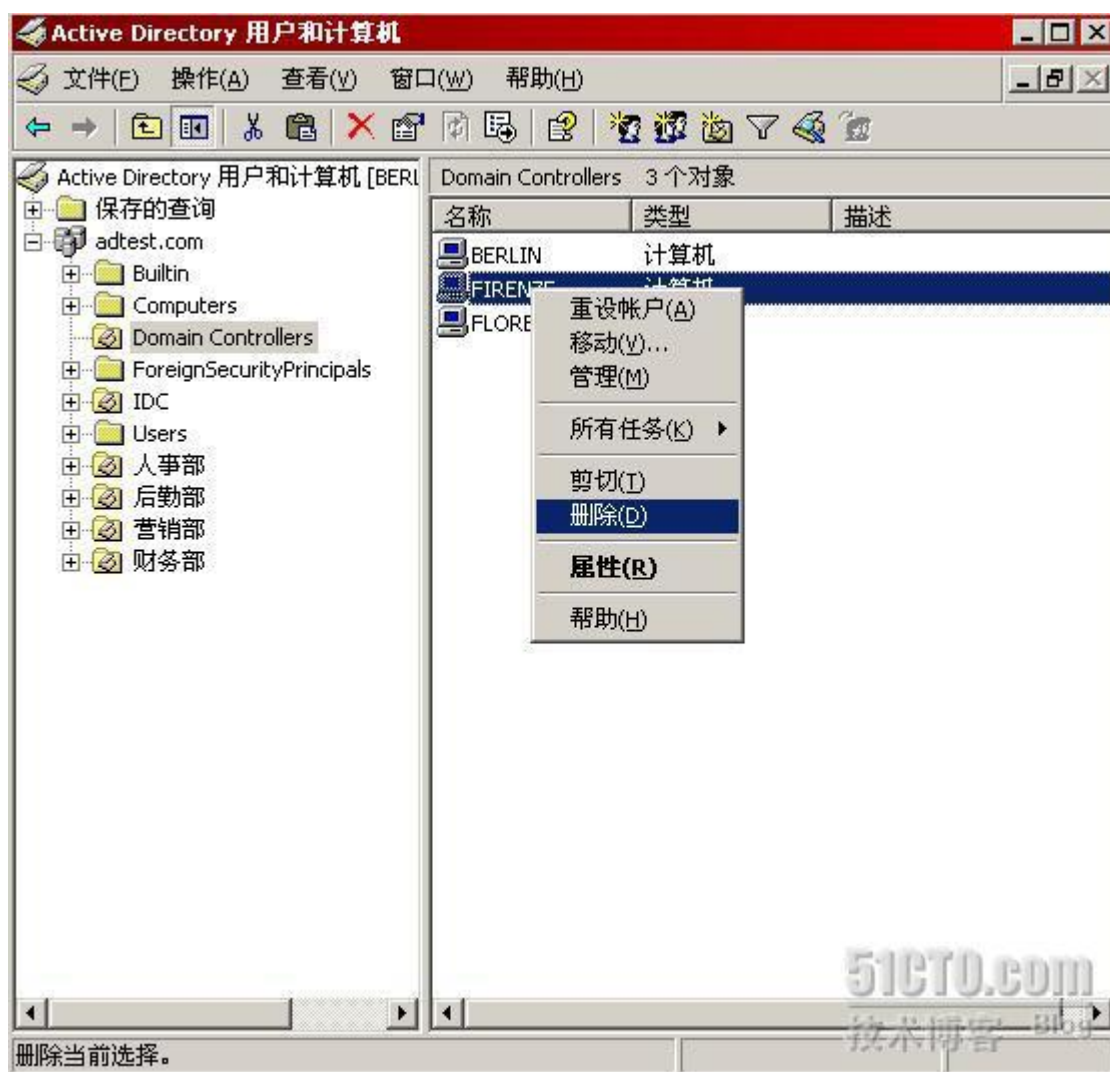 Active Directory 用户和计算机
文件(F) 操作(A) 查看(V) 窗口(W) 帮助(H)
Active Directory 用户和计算机 [BERL
保存的查询
adtest.com
Builtin
Computers
Domain Controllers
ForeignSecurityPrincipals
IDC
Users
人事部
后勤部
营销部
财务部
Domain Controllers 3 个对象
名称 类型 描述
BERLIN 计算机
FIRENZE 计算机
FLORE
重设帐户(A)
移动(V)...
管理(M)
所有任务(K)
剪切(T)
删除(D)
属性(R)
帮助(H)
删除当前选择。
51CTO.com
技术博客 Blog